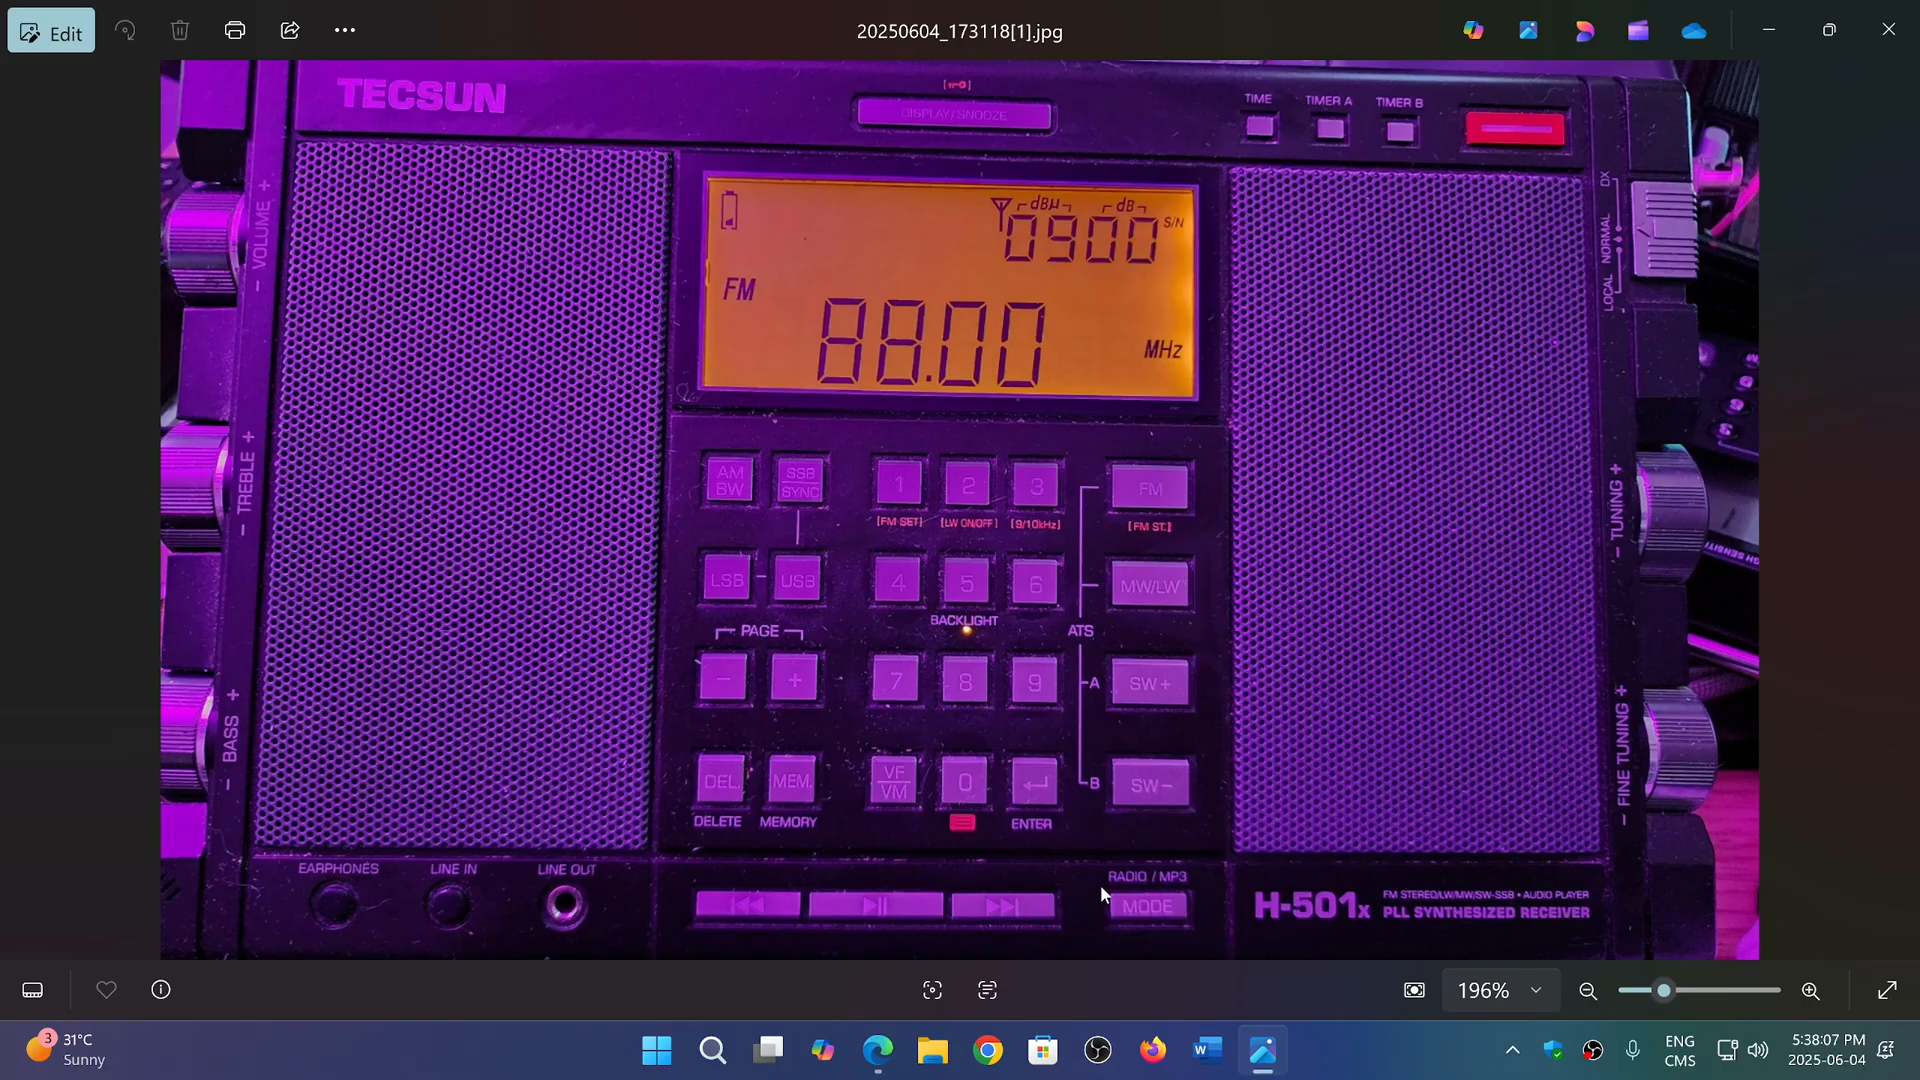 Edit
20250604_173118[1].jpg
TECSUN
DISPLAY/SNOOZE
TIME
TIMER A
TIMER B
VOLUME
- +
TREBLE
- +
BASS
- +
dBµ dB
0900 S/N
FM
88.00 MHz
DX
NORMAL
LOCAL
- TUNING +
- FINE TUNING +
AM BW
SSB SYNC
1 2 3
FM
[FM SET] [LW ON/OFF] [9/10kHz]
[FM ST.]
LSB - USB
4 5 6
MW/LW
BACKLIGHT
PAGE
ATS
- +
7 8 9
A
SW+
DEL. MEM.
VF VM
0
B
SW-
DELETE MEMORY
ENTER
EARPHONES LINE IN LINE OUT
RADIO / MP3
MODE
H-501x
FM STEREO/LW/MW/SW-SSB • AUDIO PLAYER
PLL SYNTHESIZED RECEIVER
196%
3
31°C
Sunny
ENG
CMS
5:38:07 PM
2025-06-04